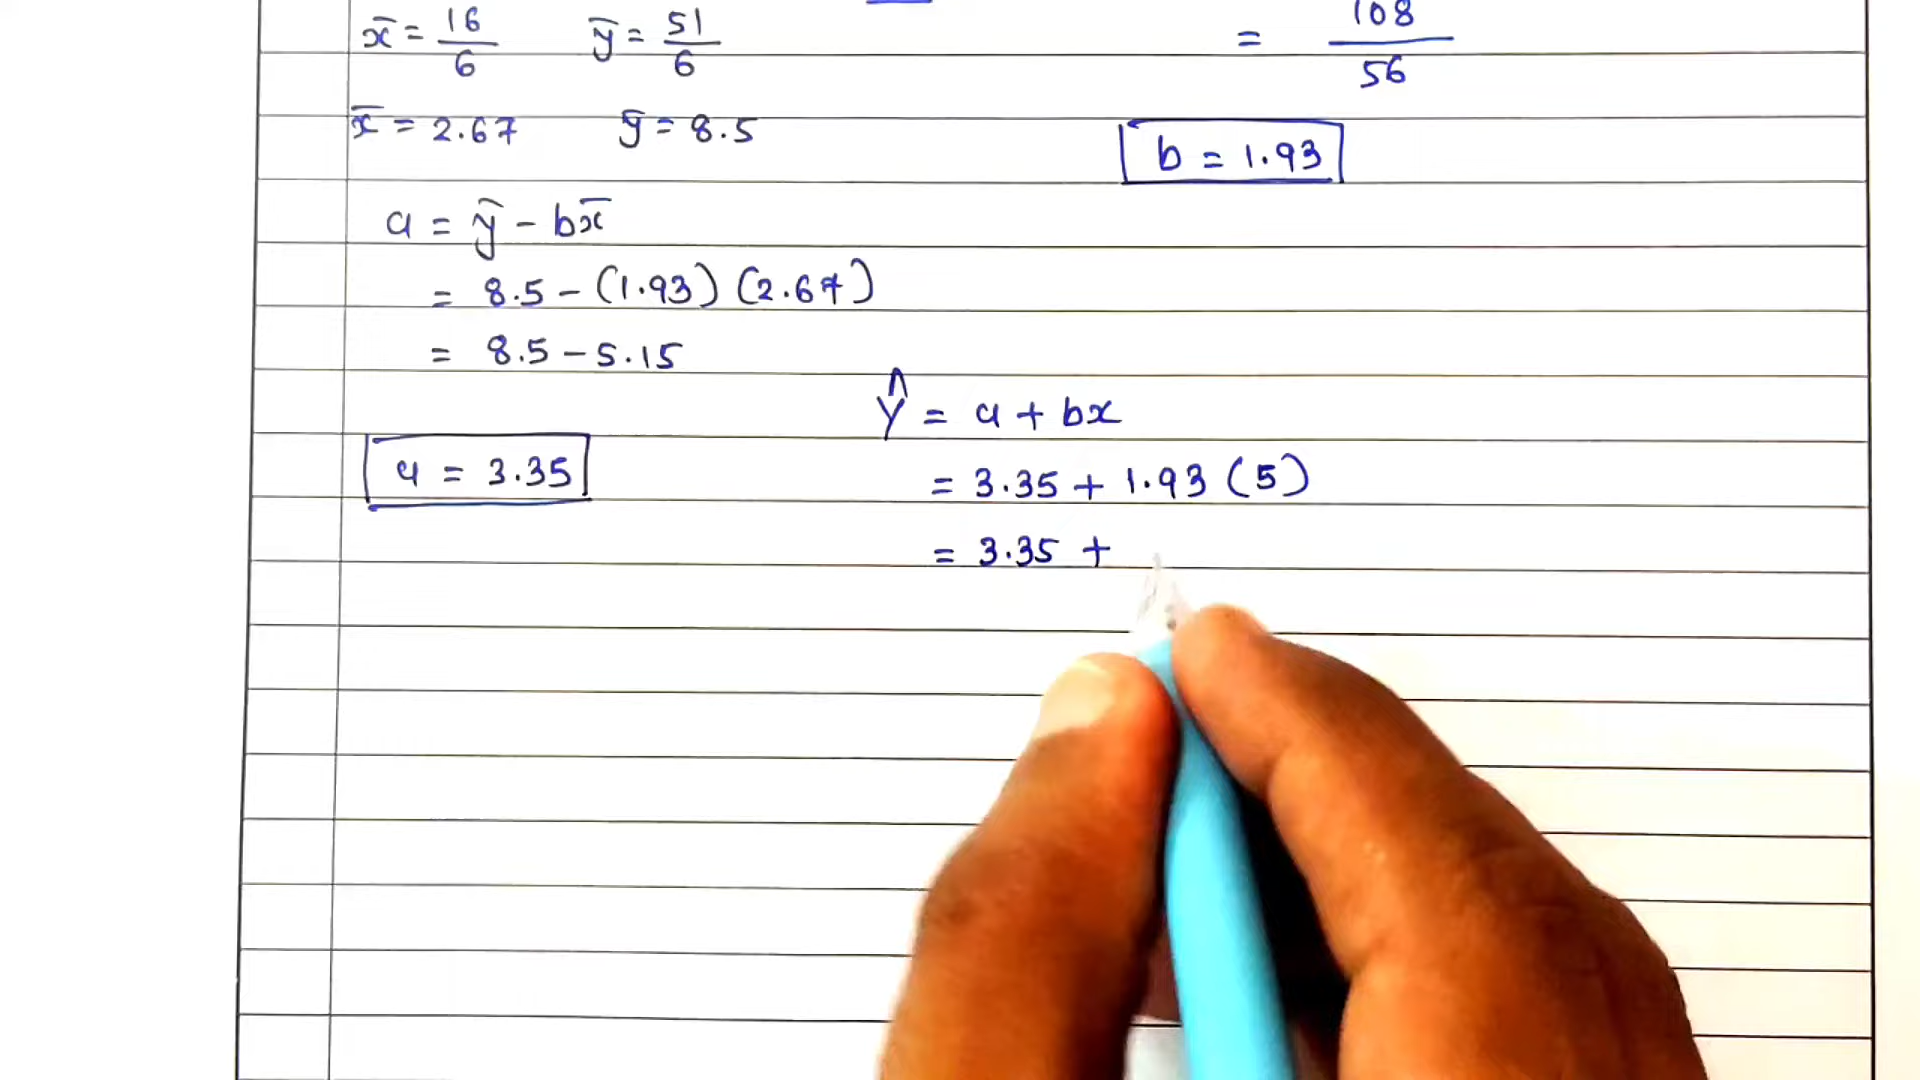 x̄ = 16/6 ȳ = 51/6
x̄ = 2.67 ȳ = 8.5
a = ȳ - bx̄
= 8.5 - (1.93) (2.67)
= 8.5 - 5.15
a = 3.35
= 108/56
b = 1.93
Ŷ = a + bx
= 3.35 + 1.93 (5)
= 3.35 +